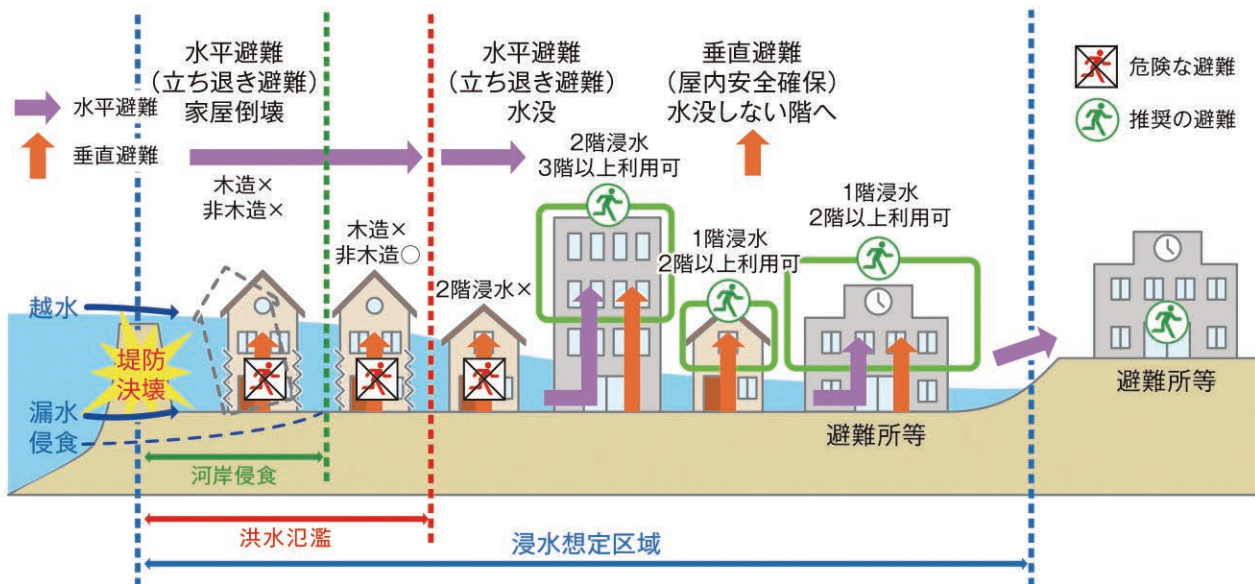 水平避難
(立ち退き避難)
家屋倒壊
水平避難
(立ち退き避難)
水没
垂直避難
(屋内安全確保)
水没しない階へ
危険な避難
推奨の避難
水平避難
垂直避難
木造×
非木造×
木造×
非木造○
2階浸水×
2階浸水
3階以上利用可
1階浸水
2階以上利用可
1階浸水
2階以上利用可
越水
堤防
決壊
漏水
侵食
避難所等
避難所等
河岸侵食
洪水氾濫
浸水想定区域